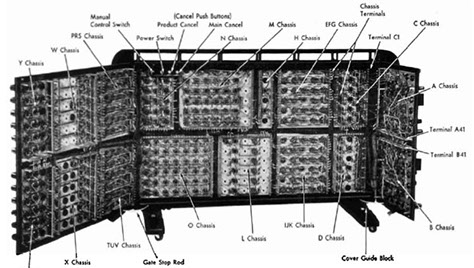 (Cancel Push Buttons)
Manual
Control Switch
Product Cancel
Main Cancel
M Chassis
EFG Chassis
Chassis
Terminals
C Chassis
PRS Chassis
Power Switch
N Chassis
H Chassis
Terminal C1
W Chassis
Y Chassis
A Chassis
Terminal A41
Terminal B41
O Chassis
L Chassis
IJK Chassis
D Chassis
B Chassis
TUV Chassis
X Chassis
Gate Stop Rod
Cover Guide Block